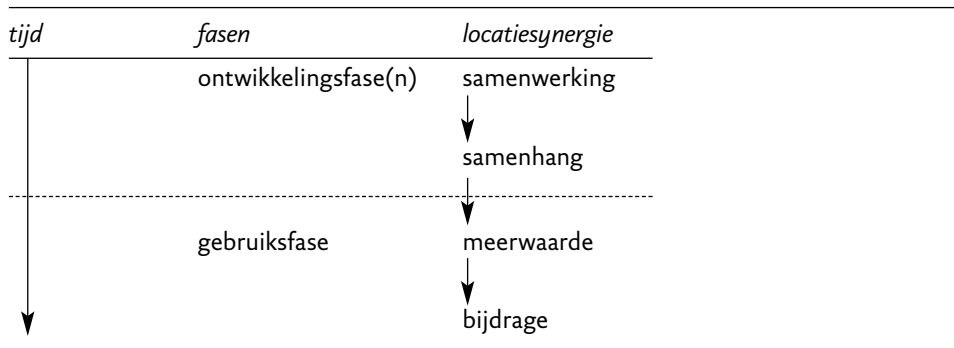 tijd fasen locatiesynergie
ontwikkelingsfase(n) samenwerking
samenhang
gebruiksfase meerwaarde
bijdrage